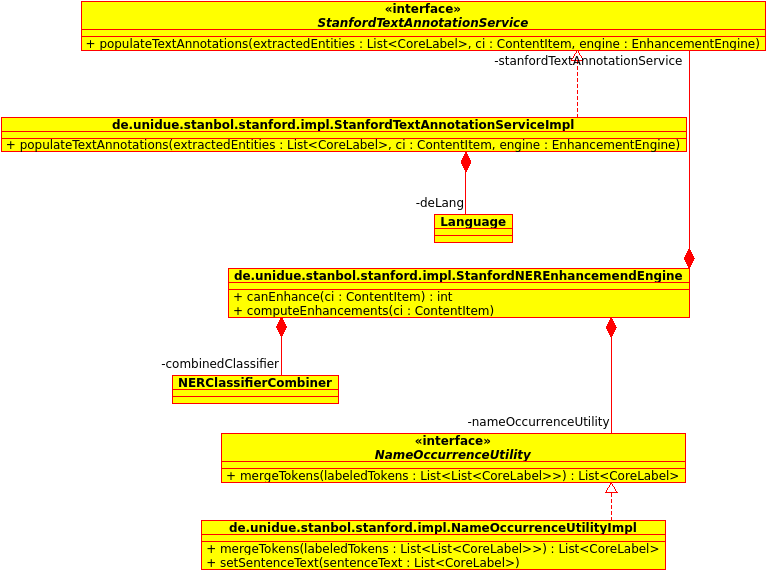 «interface»
StanfordTextAnnotationService
+ populateTextAnnotations(extractedEntities : List<CoreLabel>, ci : ContentItem, engine : EnhancementEngine)
-stanfordTextAnnotationService
de.unidue.stanbol.stanford.impl.StanfordTextAnnotationServiceImpl
+ populateTextAnnotations(extractedEntities : List<CoreLabel>, ci : ContentItem, engine : EnhancementEngine)
-deLang
Language
de.unidue.stanbol.stanford.impl.StanfordNEREnhancemendEngine
+ canEnhance(ci : ContentItem) : int
+ computeEnhancements(ci : ContentItem)
-combinedClassifier
NERClassifierCombiner
-nameOccurrenceUtility
«interface»
NameOccurrenceUtility
+ mergeTokens(labeledTokens : List<List<CoreLabel>>) : List<CoreLabel>
de.unidue.stanbol.stanford.impl.NameOccurrenceUtilityImpl
+ mergeTokens(labeledTokens : List<List<CoreLabel>>) : List<CoreLabel>
+ setSentenceText(sentenceText : List<CoreLabel>)